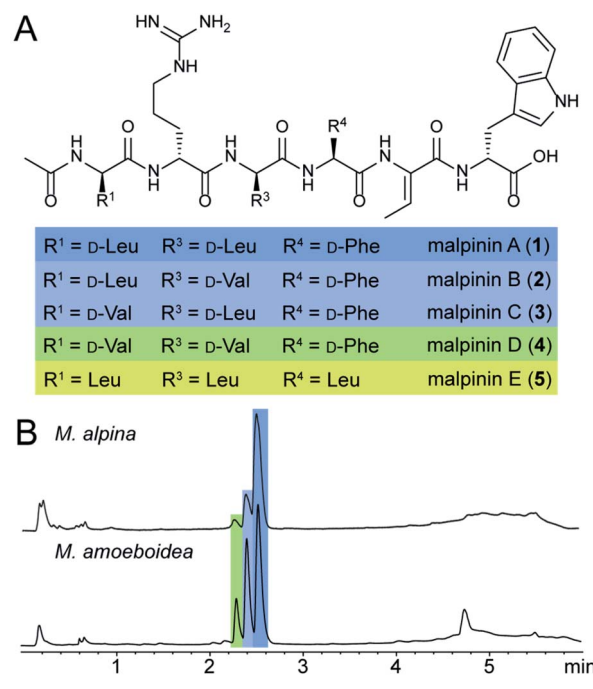 A
HN
NH₂
NH
R⁴
NH
O
H
N
O
H
N
O
H
N
O
OH
R¹
N
H
O
R³
N
H
O
N
H
O
O
R¹ = D-Leu R³ = D-Leu R⁴ = D-Phe malpinin A (1)
R¹ = D-Leu R³ = D-Val R⁴ = D-Phe malpinin B (2)
R¹ = D-Val R³ = D-Leu R⁴ = D-Phe malpinin C (3)
R¹ = D-Val R³ = D-Val R⁴ = D-Phe malpinin D (4)
R¹ = Leu R³ = Leu R⁴ = Leu malpinin E (5)
B
M. alpina
M. amoeboidea
1 2 3 4 5 min